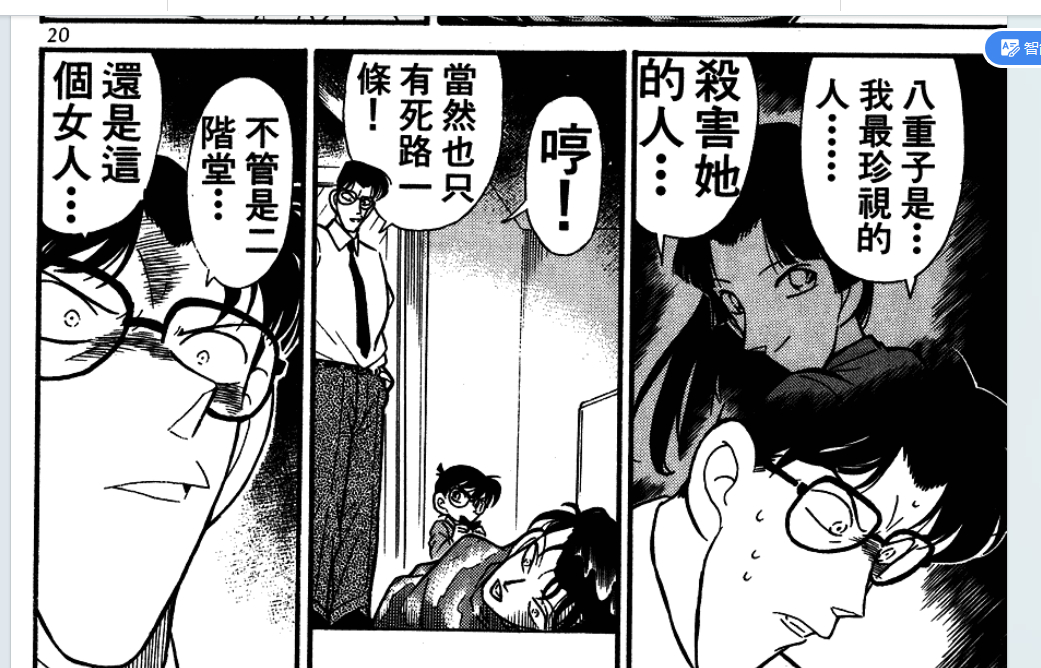 20
八重子是…
我最珍視的
人……
殺害她
的人…
哼！
當然也只
有死路一
條！
不管是二
階堂…
還是這
個女人…
智